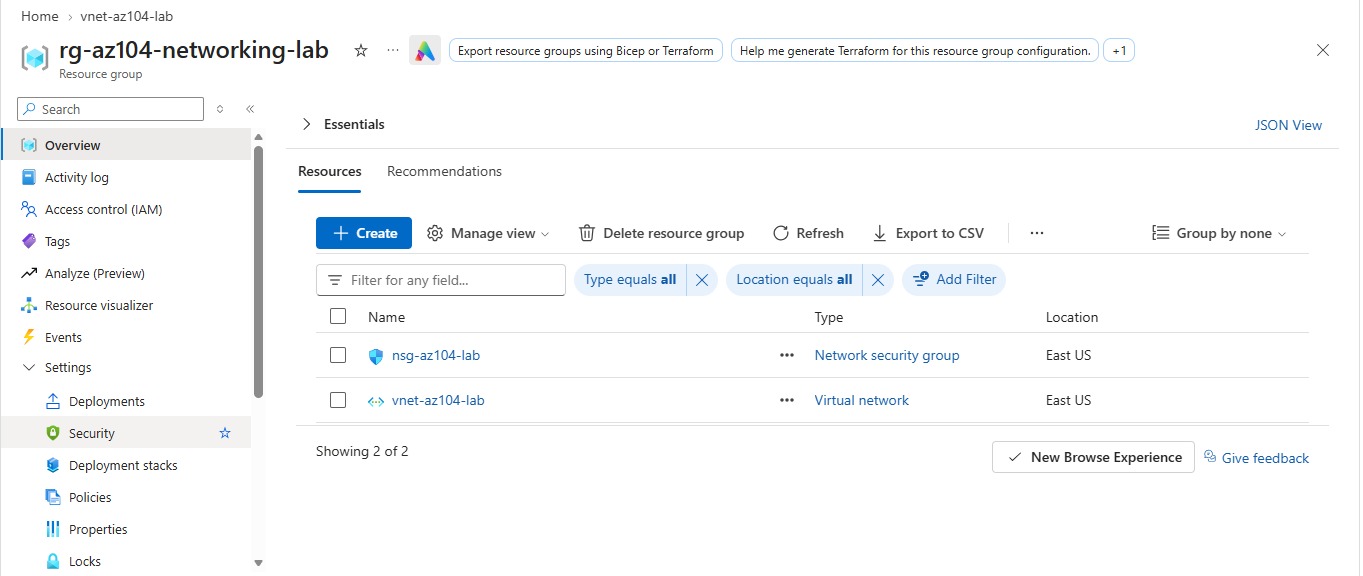 Home › vnet-az104-lab
rg-az104-networking-lab
Resource group
Export resource groups using Bicep or Terraform
Help me generate Terraform for this resource group configuration.
+1
Search
Overview
Activity log
Access control (IAM)
Tags
Analyze (Preview)
Resource visualizer
Events
Settings
Deployments
Security
Deployment stacks
Policies
Properties
Locks
Essentials
JSON View
Resources Recommendations
+ Create Manage view Delete resource group Refresh Export to CSV ... Group by none
Filter for any field... Type equals all Location equals all Add Filter
Name Type Location
nsg-az104-lab ... Network security group East US
vnet-az104-lab ... Virtual network East US
Showing 2 of 2
New Browse Experience Give feedback